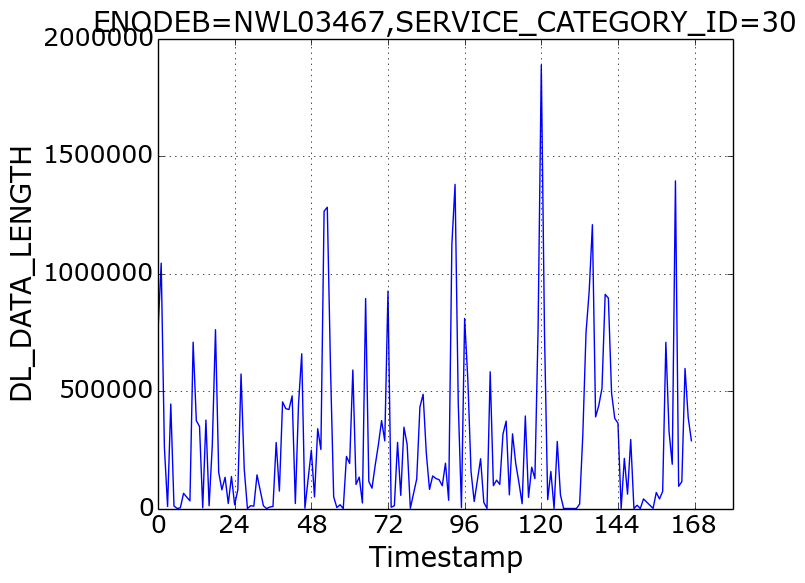 ENODEB=NWL03467,SERVICE_CATEGORY_ID=30
2000000
1500000
1000000
500000
0
DL_DATA_LENGTH
0 24 48 72 96 120 144 168
Timestamp